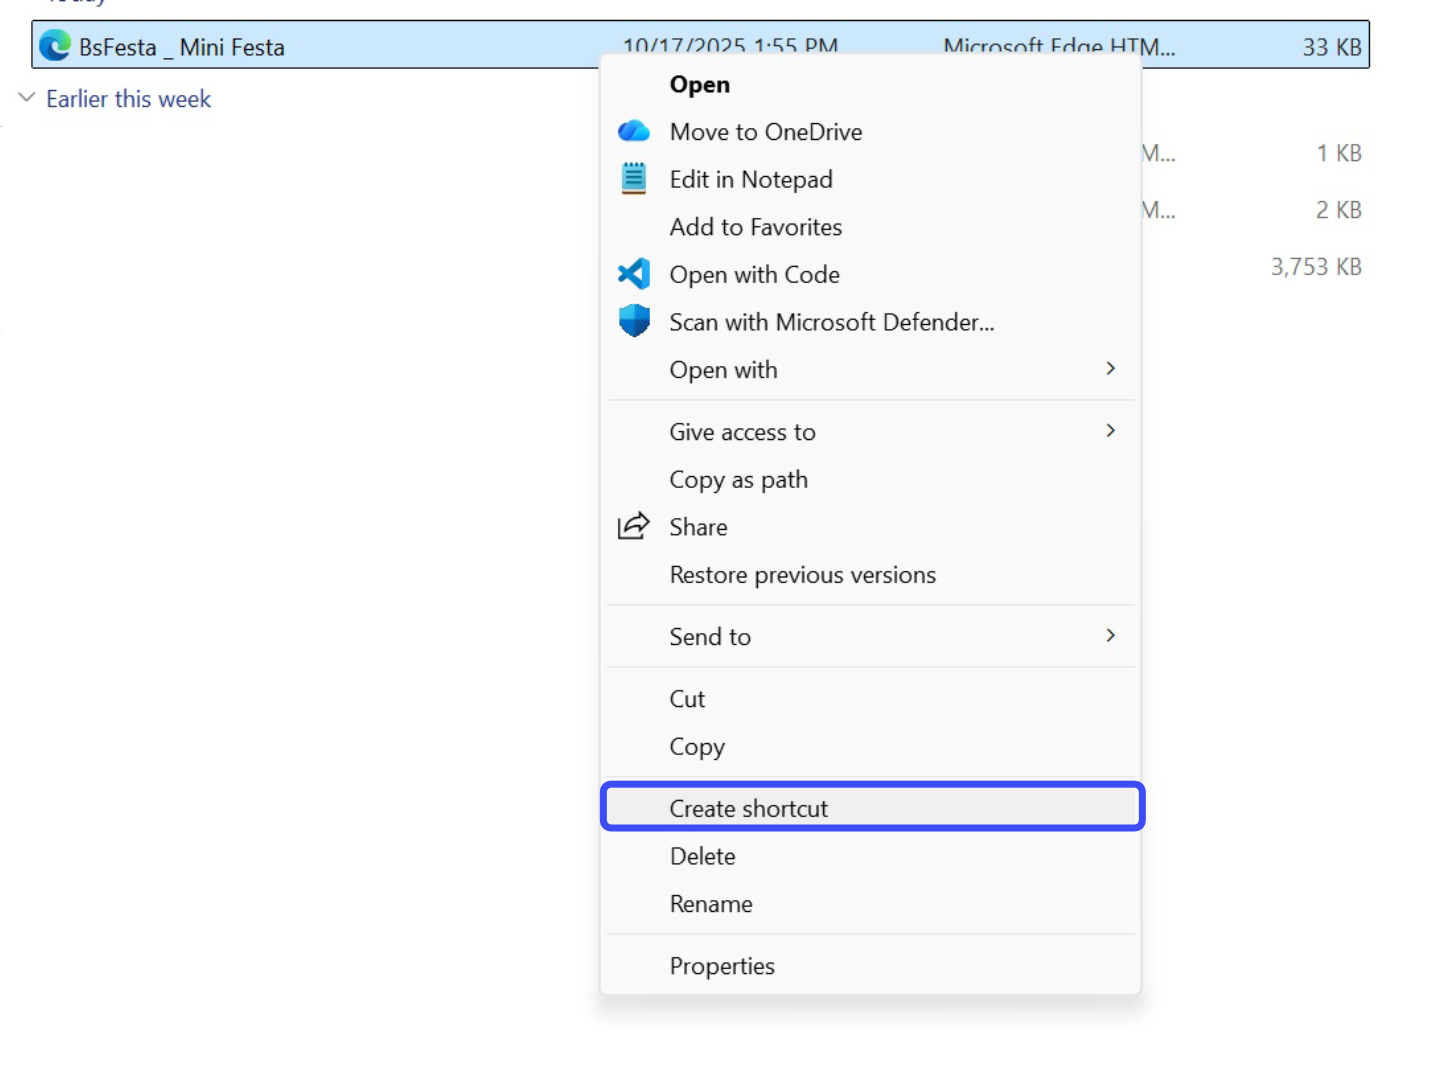 Today
BsFesta _ Mini Festa 10/17/2025 1:55 PM Microsoft Edge HTM... 33 KB
Earlier this week
Open
Move to OneDrive
M... 1 KB
Edit in Notepad
M... 2 KB
Add to Favorites
Open with Code
3,753 KB
Scan with Microsoft Defender...
Open with
Give access to
Copy as path
Share
Restore previous versions
Send to
Cut
Copy
Create shortcut
Delete
Rename
Properties